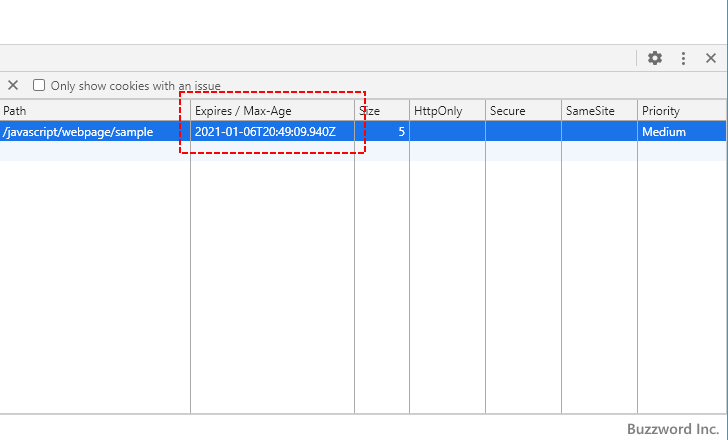 Only show cookies with an issue
Path Expires / Max-Age Size HttpOnly Secure SameSite Priority
/javascript/webpage/sample 2021-01-06T20:49:09.940Z 5 Medium
Buzzword Inc.